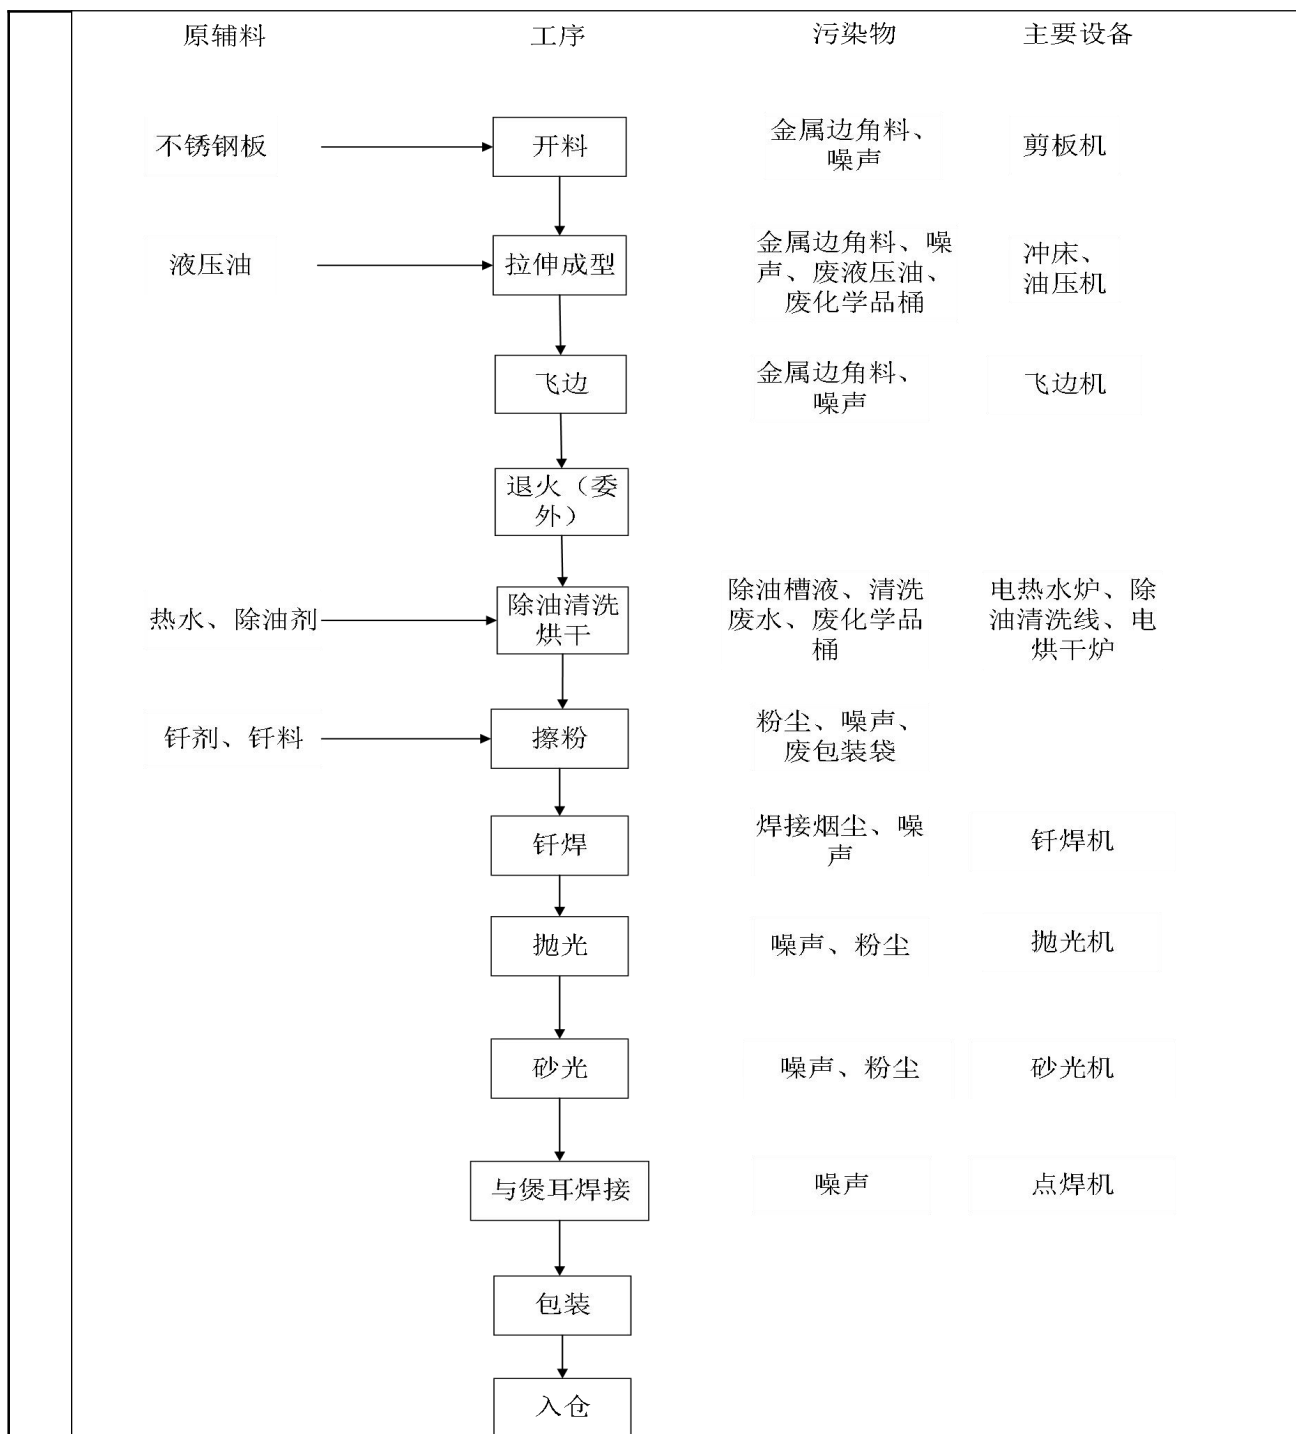 原辅料 工序 污染物 主要设备
不锈钢板 开料 金属边角料、 剪板机
噪声
液压油 拉伸成型 金属边角料、噪 冲床、
声、废液压油、 油压机
废化学品桶
飞边 金属边角料、 飞边机
噪声
退火（委
外）
热水、除油剂 除油清洗 除油槽液、清洗 电热水炉、除
烘干 废水、废化学品 油清洗线、电
桶 烘干炉
钎剂、钎料 擦粉 粉尘、噪声、
废包装袋
钎焊 焊接烟尘、噪 钎焊机
声
抛光 噪声、粉尘 抛光机
砂光 噪声、粉尘 砂光机
与煲耳焊接 噪声 点焊机
包装
入仓